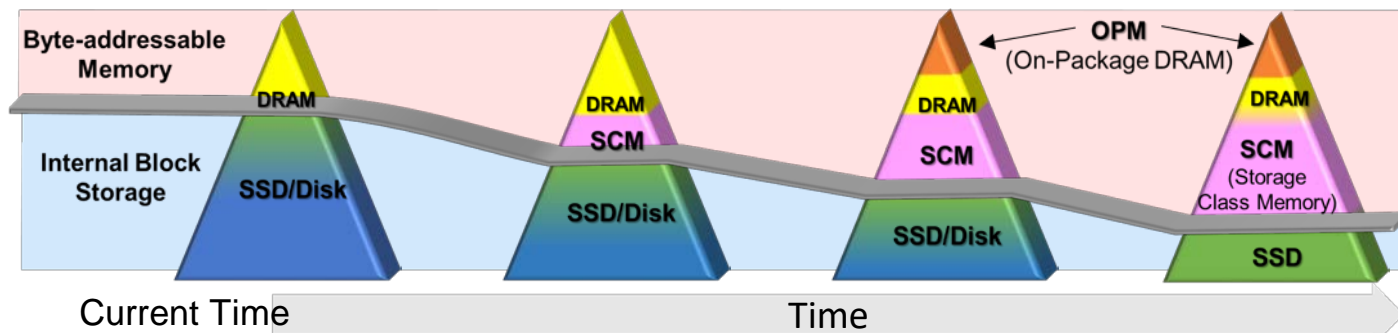 Byte-addressable
Memory
Internal Block
Storage
DRAM
SSD/Disk
DRAM
SCM
SSD/Disk
DRAM
SCM
SSD/Disk
OPM
(On-Package DRAM)
DRAM
SCM
(Storage
Class Memory)
SSD
Current Time
Time